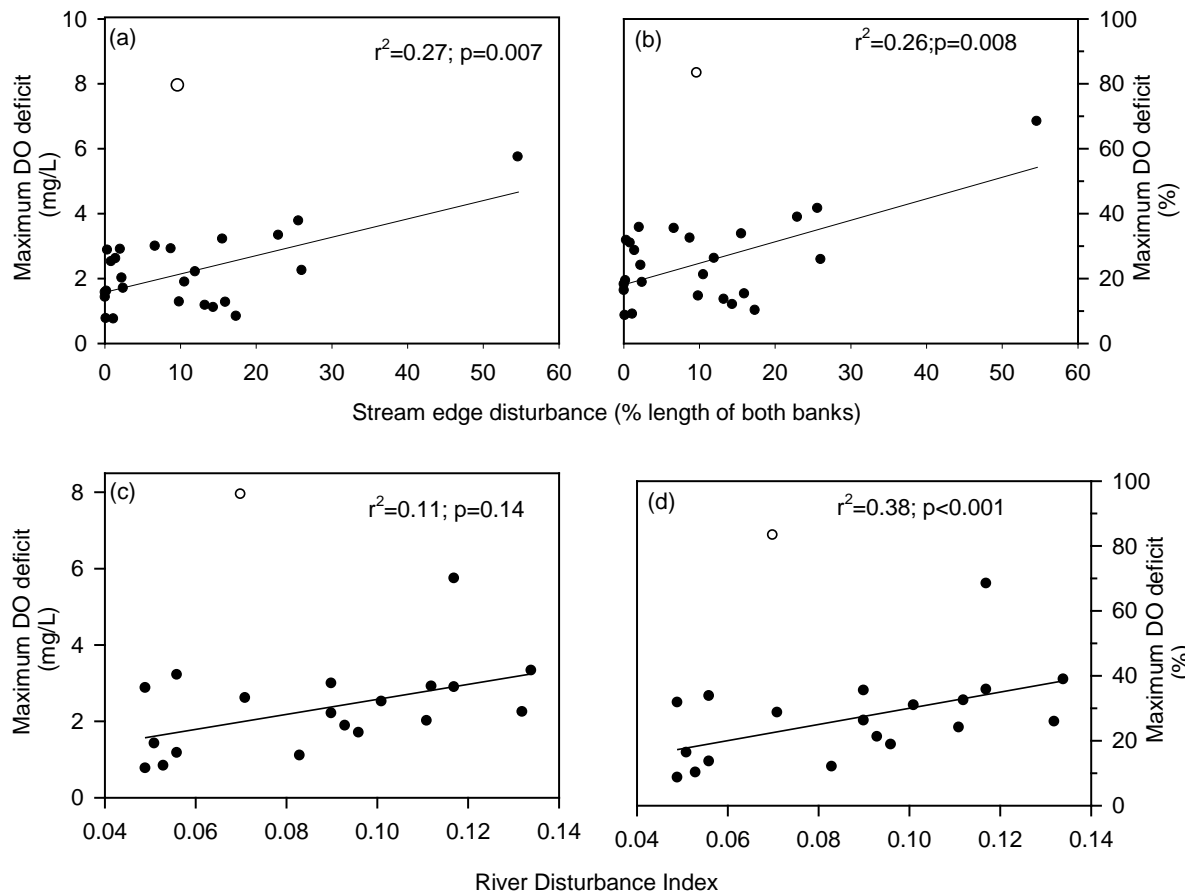 (a)
r²=0.27; p=0.007
10
8
6
4
2
0
Maximum DO deficit
(mg/L)
0 10 20 30 40 50 60
(b)
r²=0.26;p=0.008
100
80
60
40
20
0
Maximum DO deficit
(%)
0 10 20 30 40 50 60
Stream edge disturbance (% length of both banks)
(c)
r²=0.11; p=0.14
8
6
4
2
0
Maximum DO deficit
(mg/L)
0.04 0.06 0.08 0.10 0.12 0.14
(d)
r²=0.38; p<0.001
100
80
60
40
20
0
Maximum DO deficit
(%)
0.04 0.06 0.08 0.10 0.12 0.14
River Disturbance Index